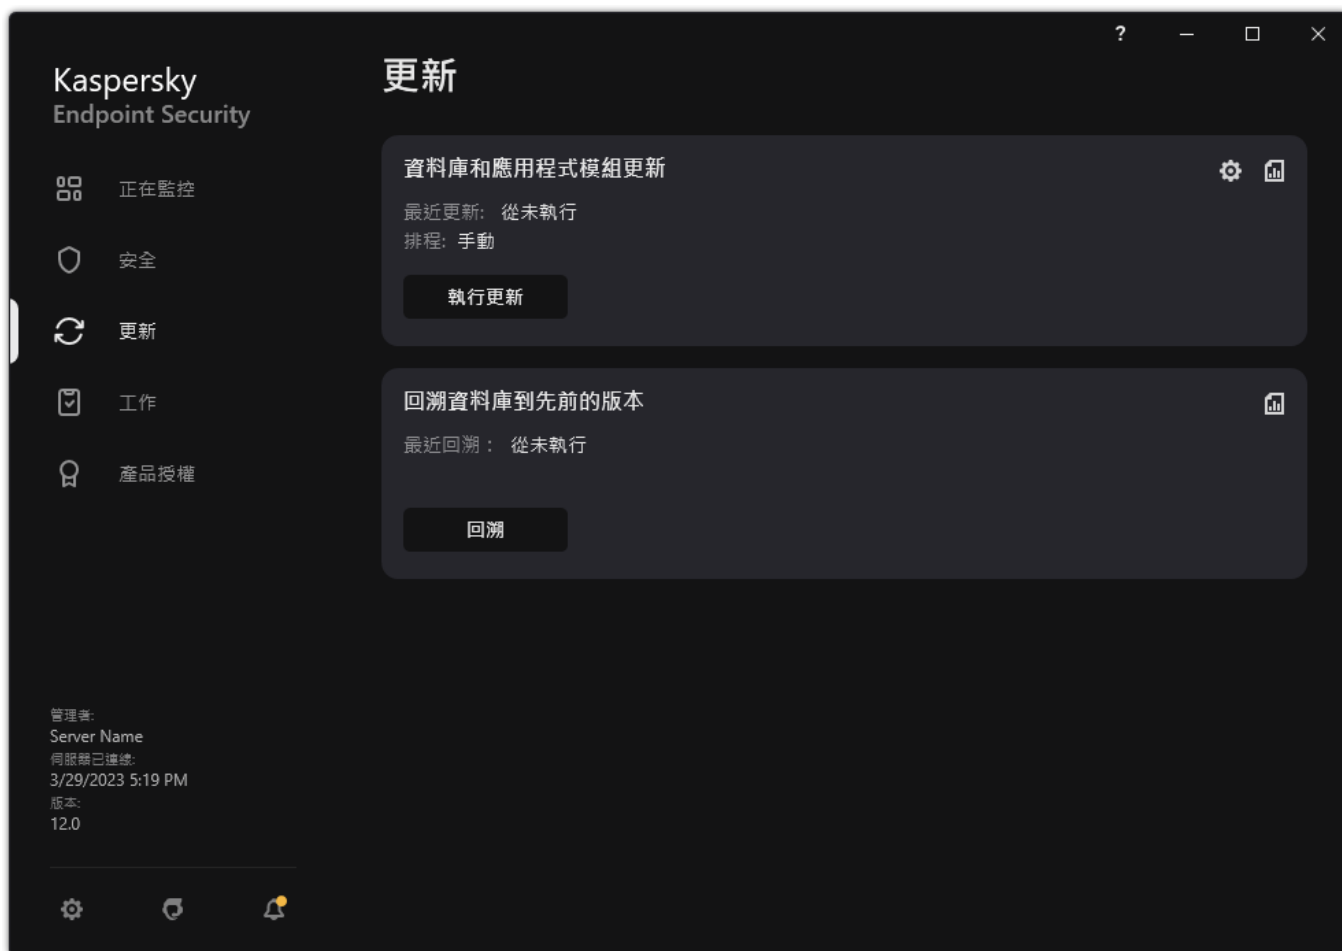 ?
Kaspersky
Endpoint Security
正在監控
安全
更新
工作
產品授權
管理者:
Server Name
伺服器已連線:
3/29/2023 5:19 PM
版本:
12.0
更新
資料庫和應用程式模組更新
最近更新: 從未執行
排程: 手動
執行更新
回溯資料庫到先前的版本
最近回溯： 從未執行
回溯